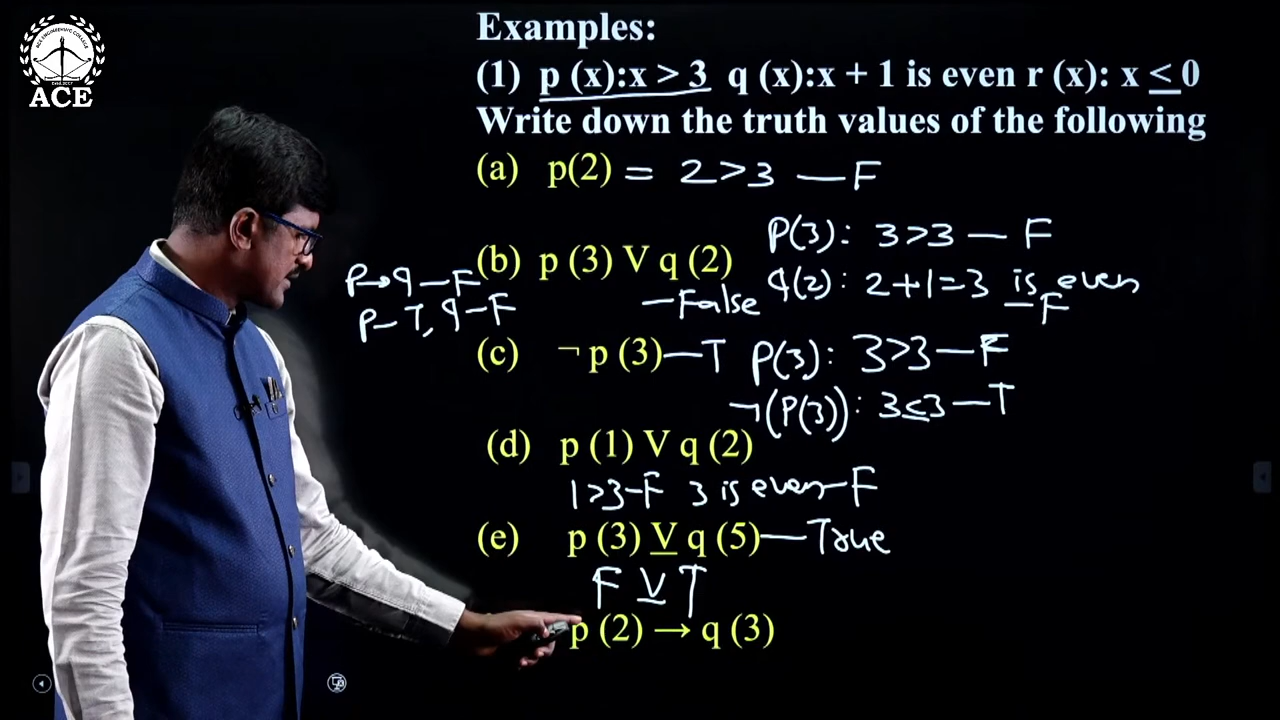 ACE
Examples:
(1) p (x):x > 3 q (x):x + 1 is even r (x): x ≤ 0
Write down the truth values of the following
(a) p(2) = 2>3 — F
P(3): 3>3 — F
(b) p (3) V q (2)
q(2): 2+1=3 is even
— F
— False
P→q — F
P — T, q — F
(c) ¬ p (3) — T
P(3): 3>3 — F
¬(P(3)): 3≤3 — T
(d) p (1) V q (2)
1>3-F 3 is even-F
(e) p (3) V q (5) — True
F V T
p (2) → q (3)